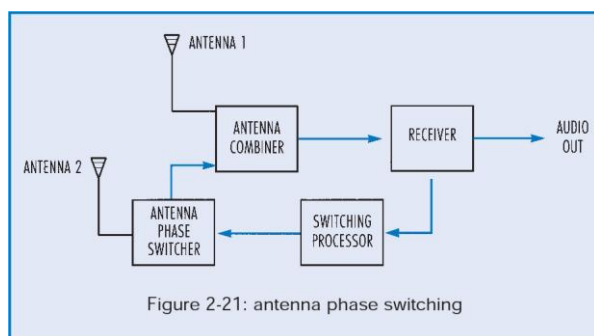 ANTENNA 1
ANTENNA
COMBINER
RECEIVER
AUDIO
OUT
ANTENNA 2
ANTENNA
PHASE
SWITCHER
SWITCHING
PROCESSOR
Figure 2-21: antenna phase switching